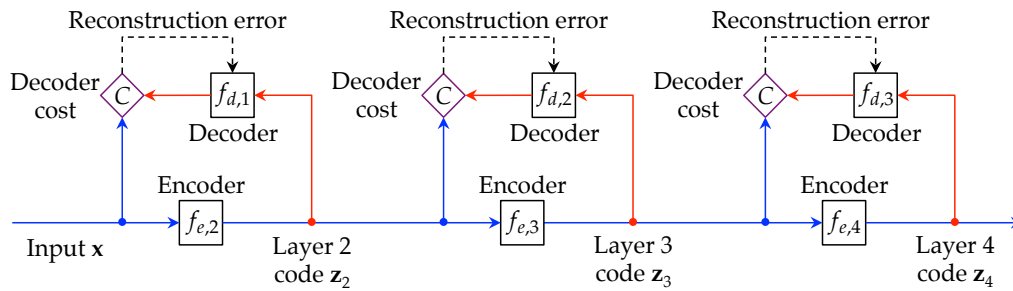 Reconstruction error
Reconstruction error
Reconstruction error
Decoder
cost
C
f_{d,1}
Decoder
Decoder
cost
C
f_{d,2}
Decoder
Decoder
cost
C
f_{d,3}
Decoder
Encoder
f_{e,2}
Encoder
f_{e,3}
Encoder
f_{e,4}
Input x
Layer 2
code z_2
Layer 3
code z_3
Layer 4
code z_4